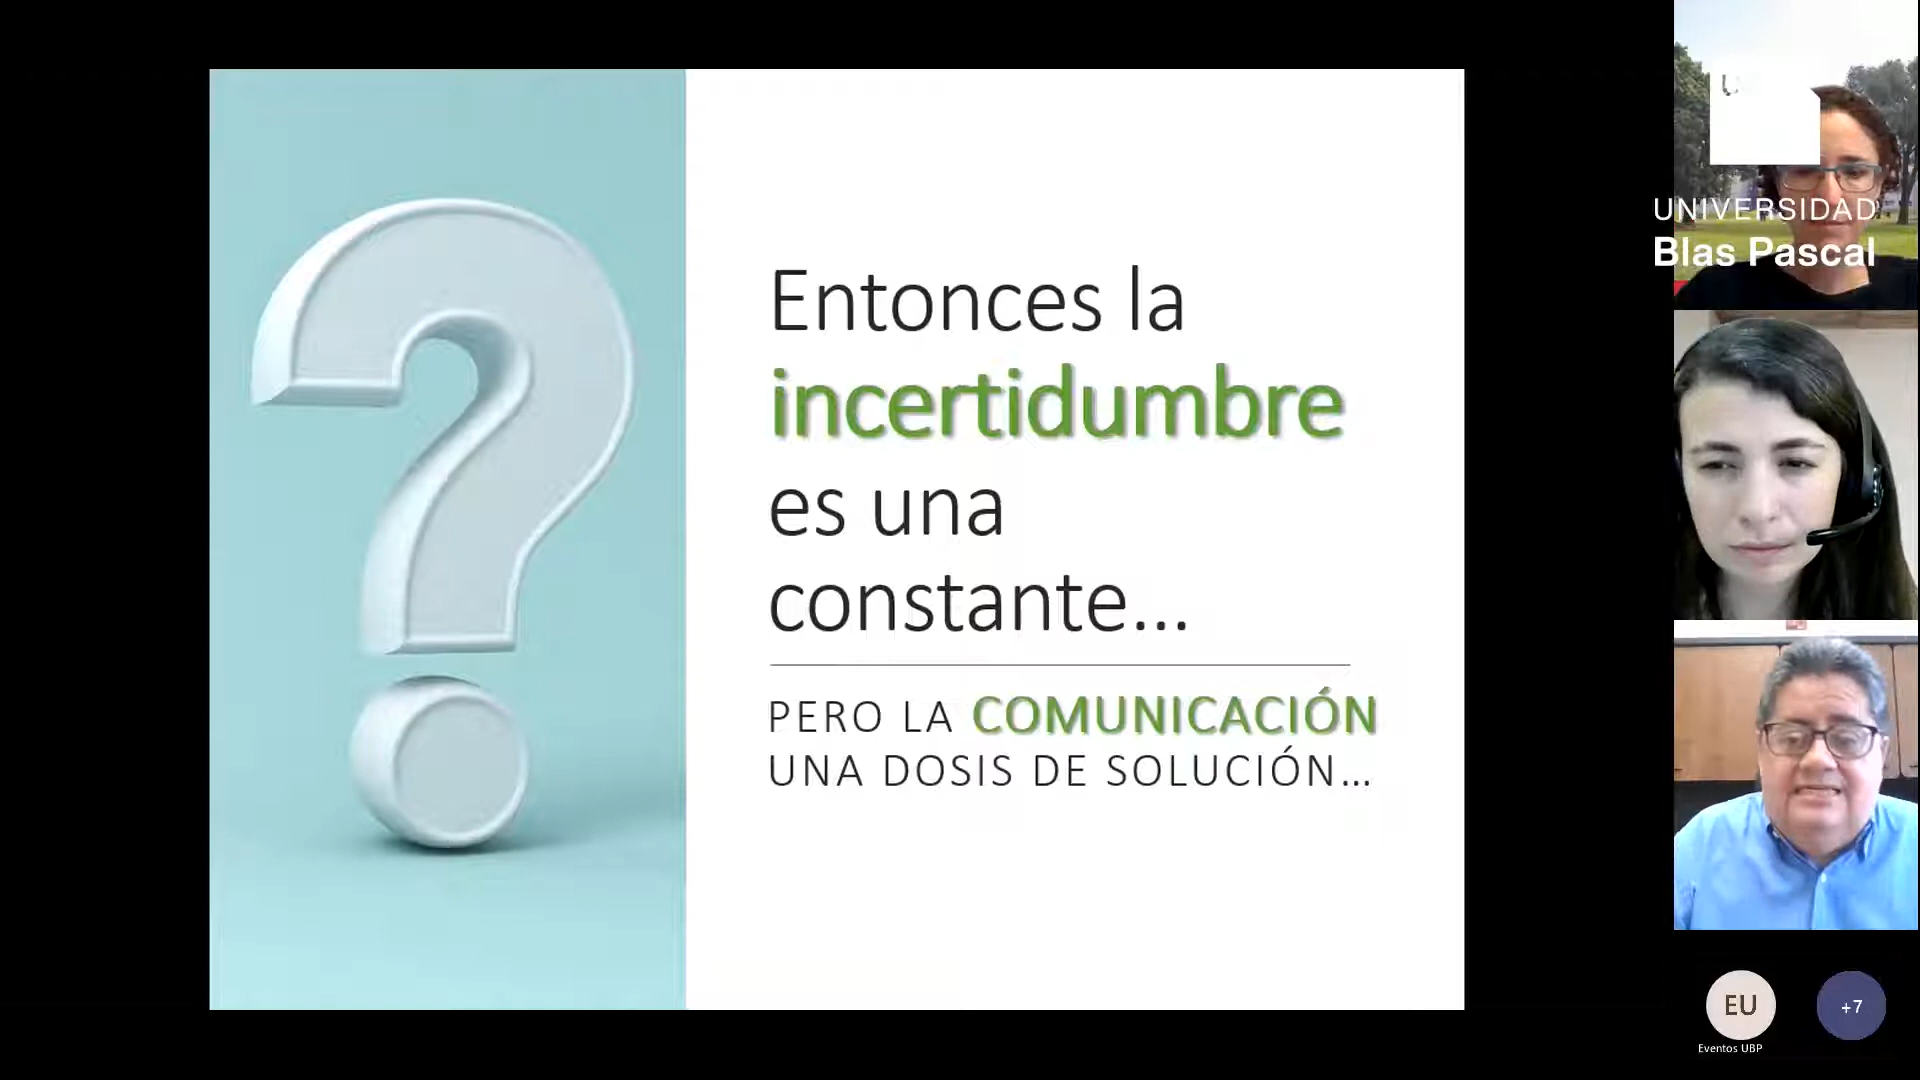 Entonces la
incertidumbre
es una
constante...
PERO LA COMUNICACIÓN
UNA DOSIS DE SOLUCIÓN...
UNIVERSIDAD
Blas Pascal
EU
+7
Eventos UBP